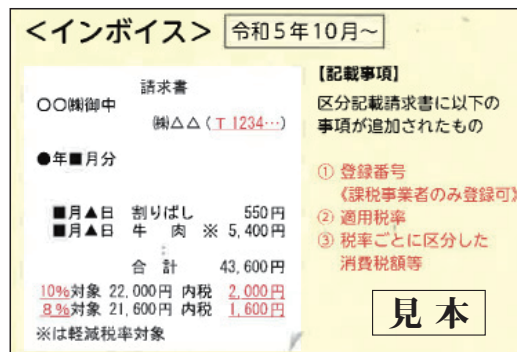 ＜インボイス＞ 令和5年10月～
請求書
○○㈱御中
㈱△△（T 1234…）
●年■月分
■月▲日 割りばし 550円
■月▲日 牛 肉 ※ 5,400円
⋮
合 計 43,600円
10%対象 22,000円 内税 2,000円
8%対象 21,600円 内税 1,600円
※は軽減税率対象
【記載事項】
区分記載請求書に以下の
事項が追加されたもの
① 登録番号
《課税事業者のみ登録可》
② 適用税率
③ 税率ごとに区分した
消費税額等
見 本